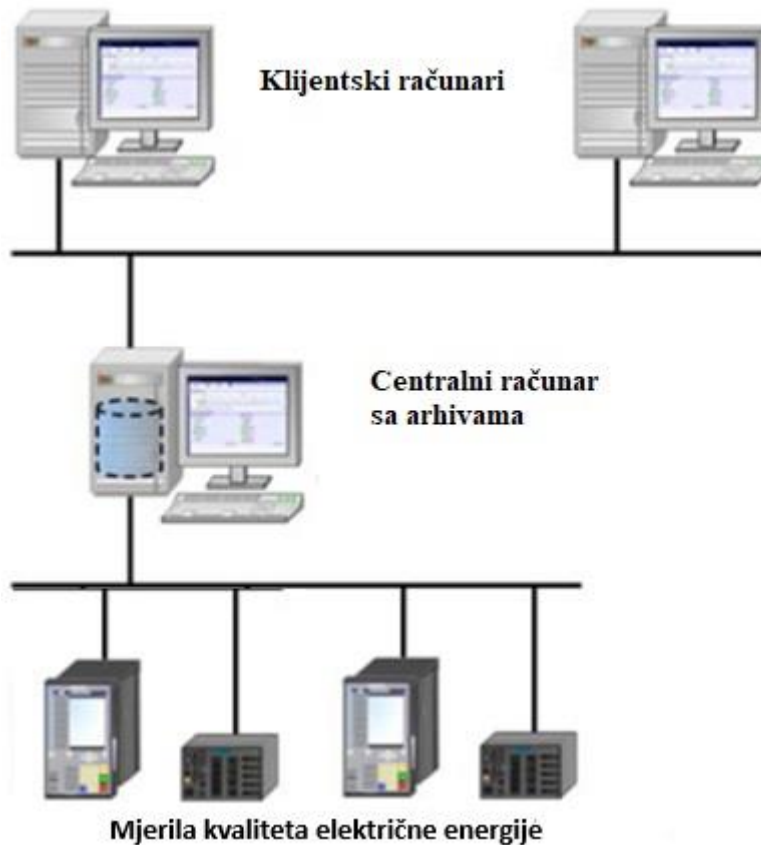 Klijentski računari
Centralni računar
sa arhivama
Mjerila kvaliteta električne energije